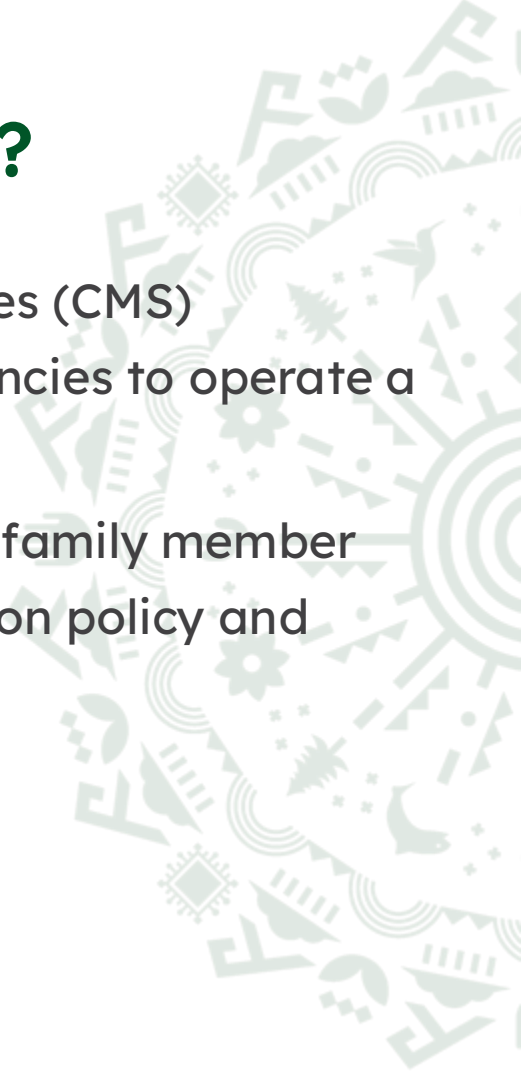 ?
es (CMS)
ncies to operate a
family member
on policy and